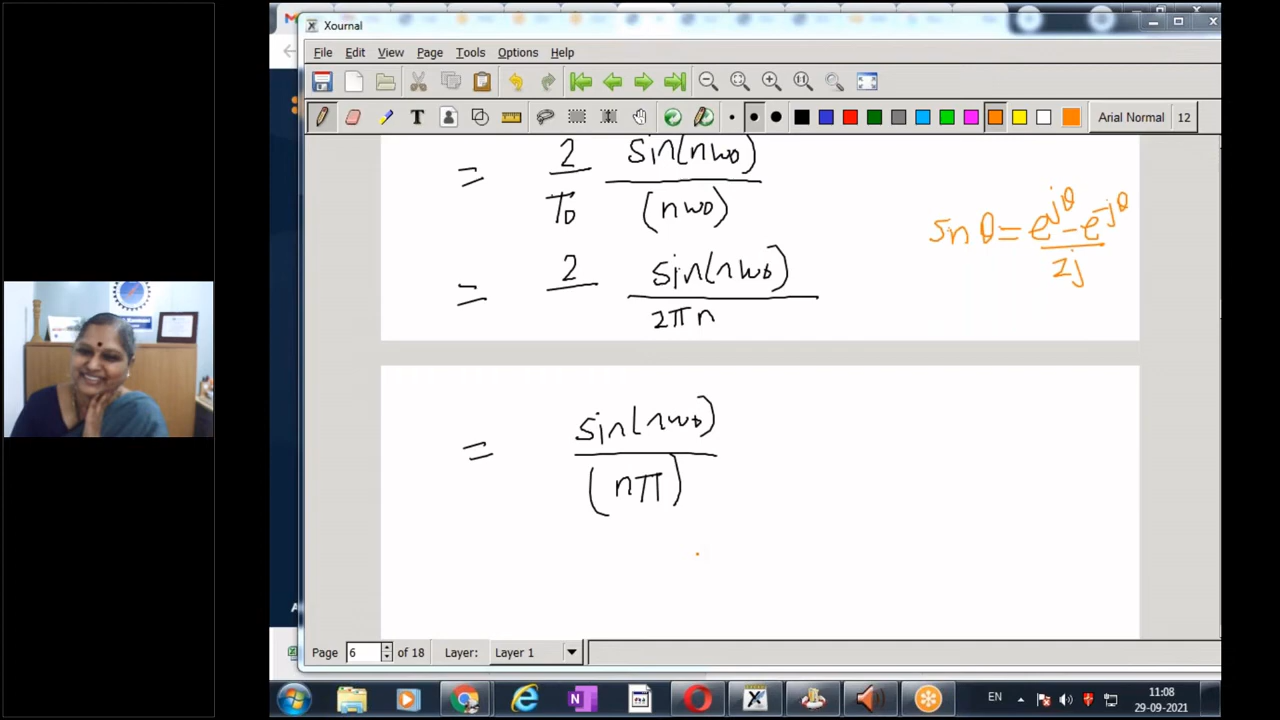 Xournal
File Edit View Page Tools Options Help
T Arial Normal 12
= 2/T0 sin(nω0)/(nω0)
sinθ = e^jθ - e^-jθ / 2j
= 2 sin(nω0)/2πn
= sin(nω0)/(nπ)
Page 6 of 18 Layer: Layer 1
EN 11:08
29-09-2021